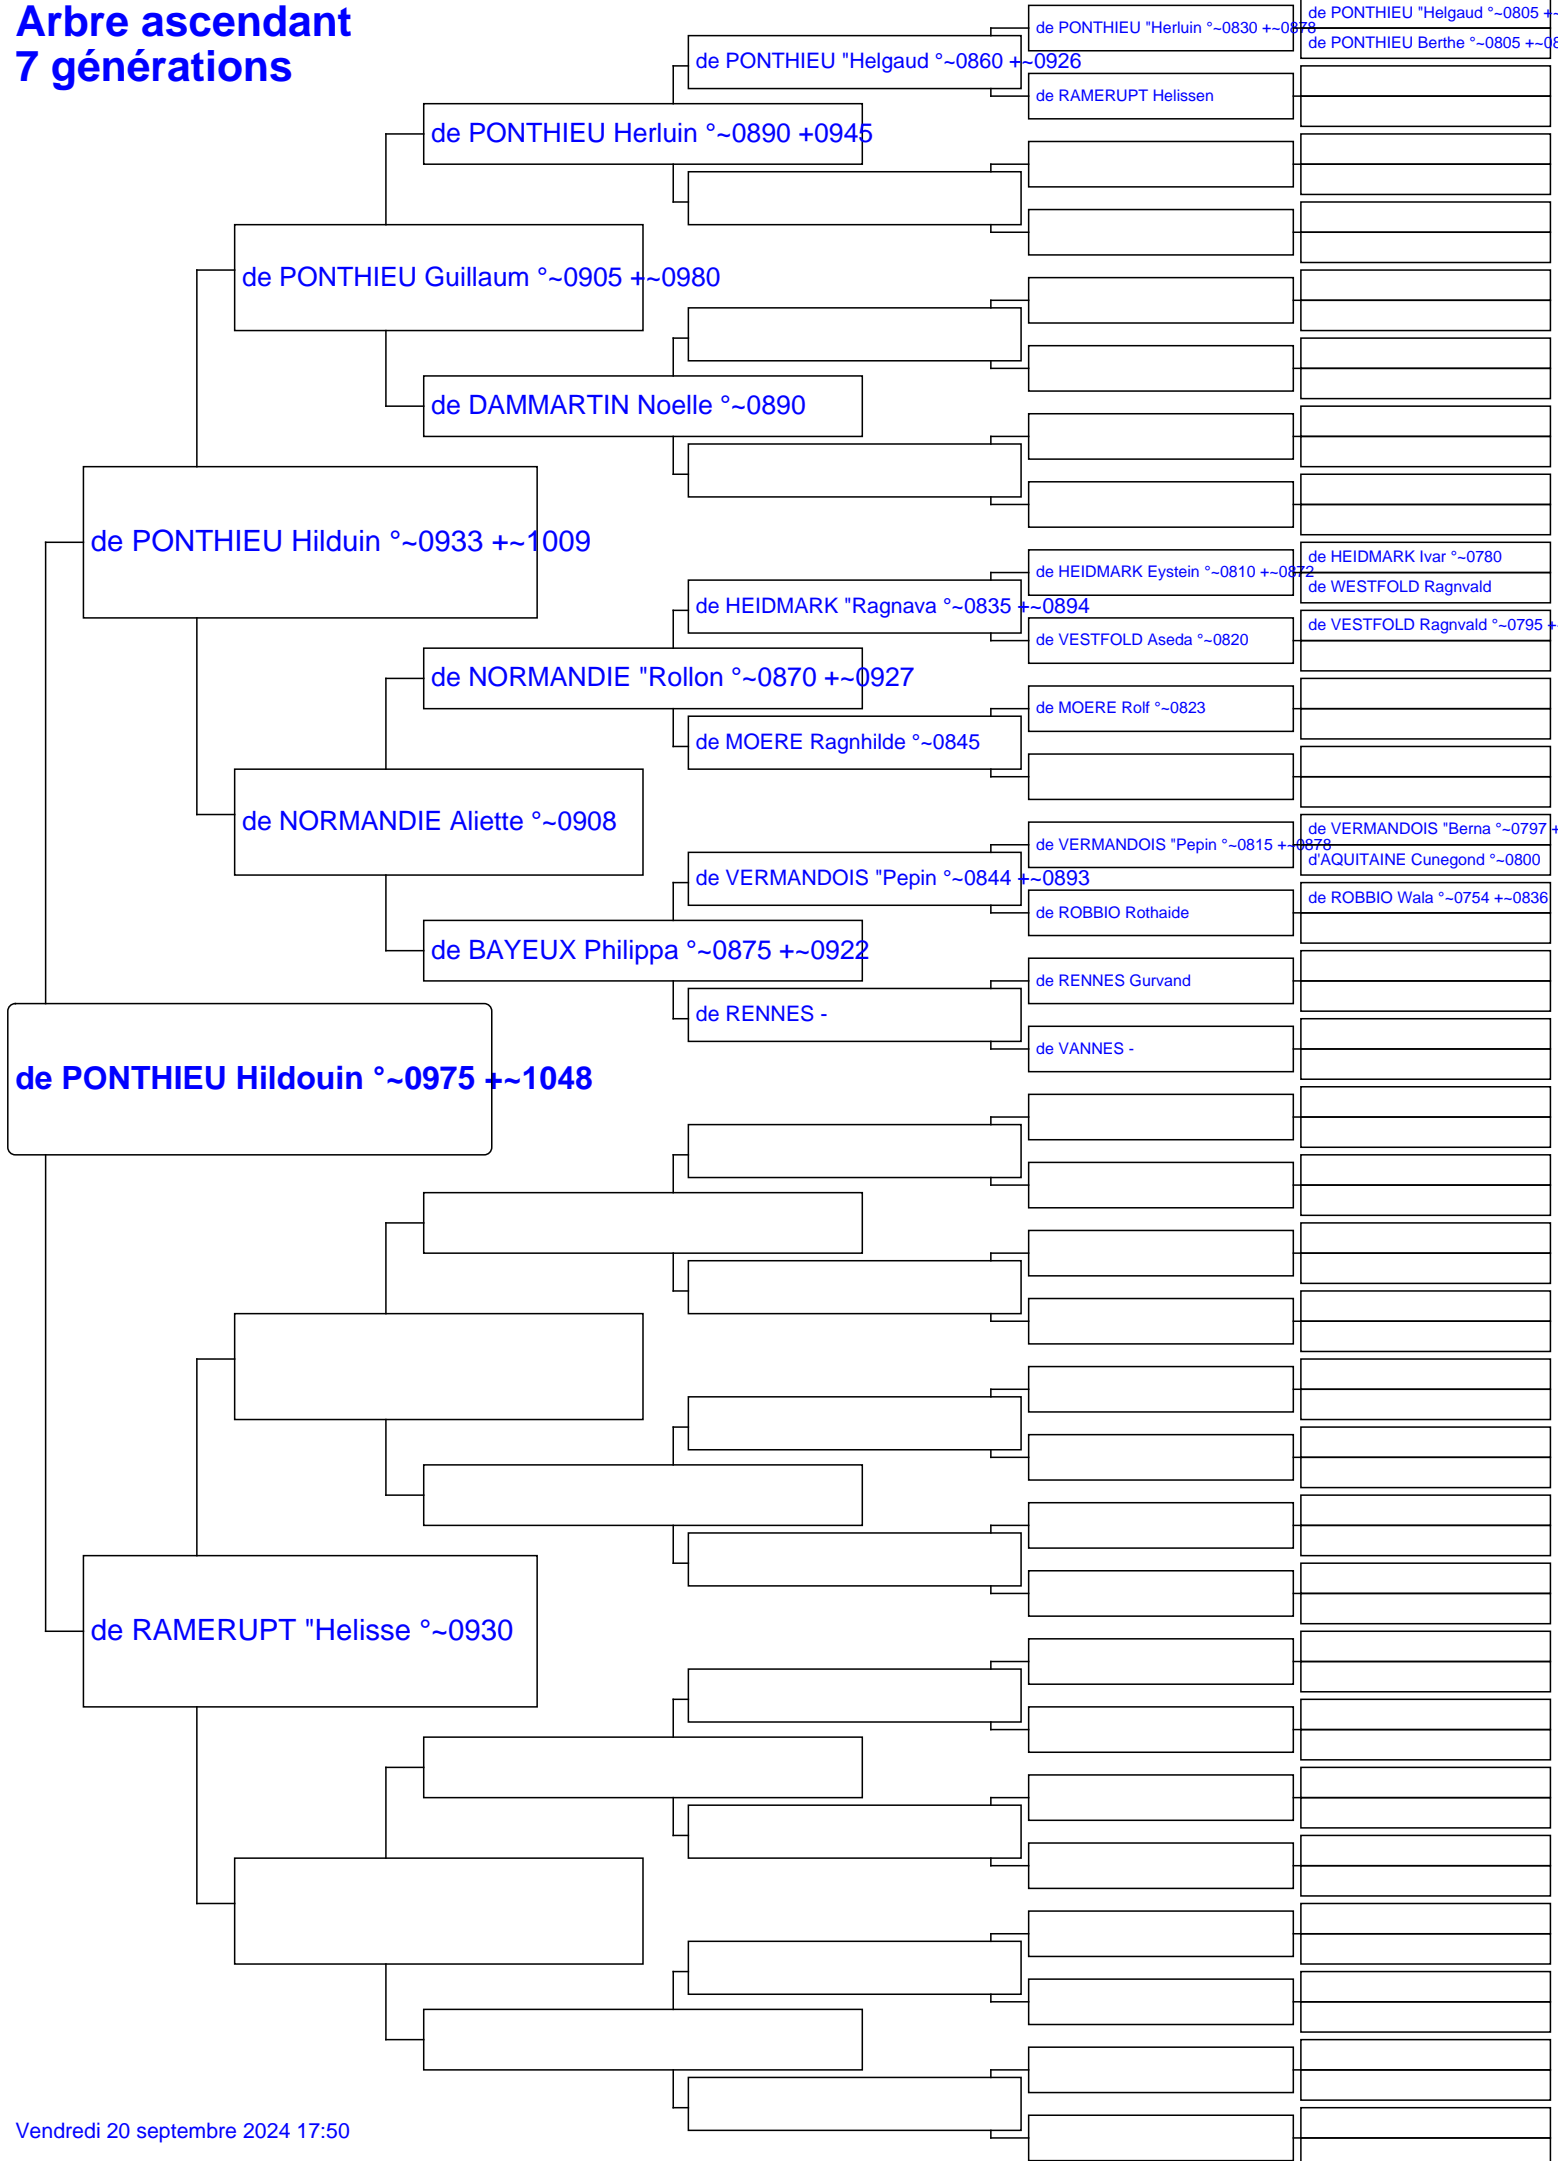 Arbre ascendant
7 générations
de PONTHIEU "Helgaud °~0805 +~
de PONTHIEU "Herluin °~0830 +~0878
de PONTHIEU Berthe °~0805 +~08
de PONTHIEU "Helgaud °~0860 +~0926
de RAMERUPT Helissen
de PONTHIEU Herluin °~0890 +0945
de PONTHIEU Guillaum °~0905 +~0980
de DAMMARTIN Noelle °~0890
de PONTHIEU Hilduin °~0933 +~1009
de HEIDMARK Ivar °~0780
de HEIDMARK Eystein °~0810 +~0872
de WESTFOLD Ragnvald
de HEIDMARK "Ragnava °~0835 +~0894
de VESTFOLD Ragnvald °~0795 +~
de VESTFOLD Aseda °~0820
de NORMANDIE "Rollon °~0870 +~0927
de MOERE Rolf °~0823
de MOERE Ragnhilde °~0845
de NORMANDIE Aliette °~0908
de VERMANDOIS "Berna °~0797 +
de VERMANDOIS "Pepin °~0815 +~0878
d'AQUITAINE Cunegond °~0800
de VERMANDOIS "Pepin °~0844 +~0893
de ROBBIO Wala °~0754 +~0836
de ROBBIO Rothaide
de BAYEUX Philippa °~0875 +~0922
de RENNES Gurvand
de RENNES -
de VANNES -
de PONTHIEU Hildouin °~0975 +~1048
de RAMERUPT "Helisse °~0930
Vendredi 20 septembre 2024 17:50